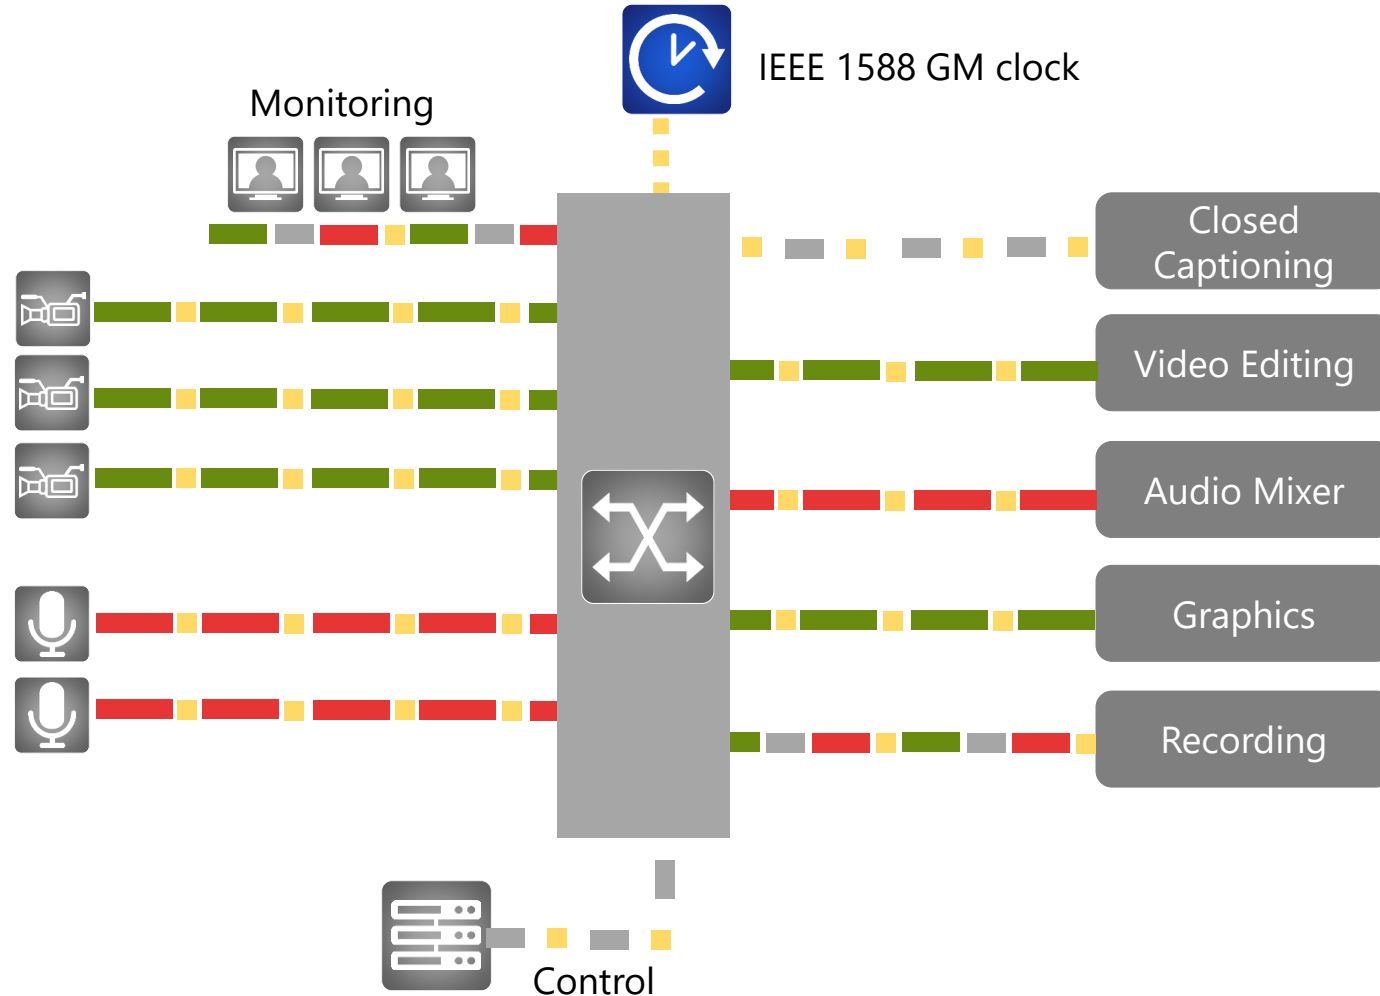 IEEE 1588 GM clock
Monitoring
Closed
Captioning
Video Editing
Audio Mixer
Graphics
Recording
Control